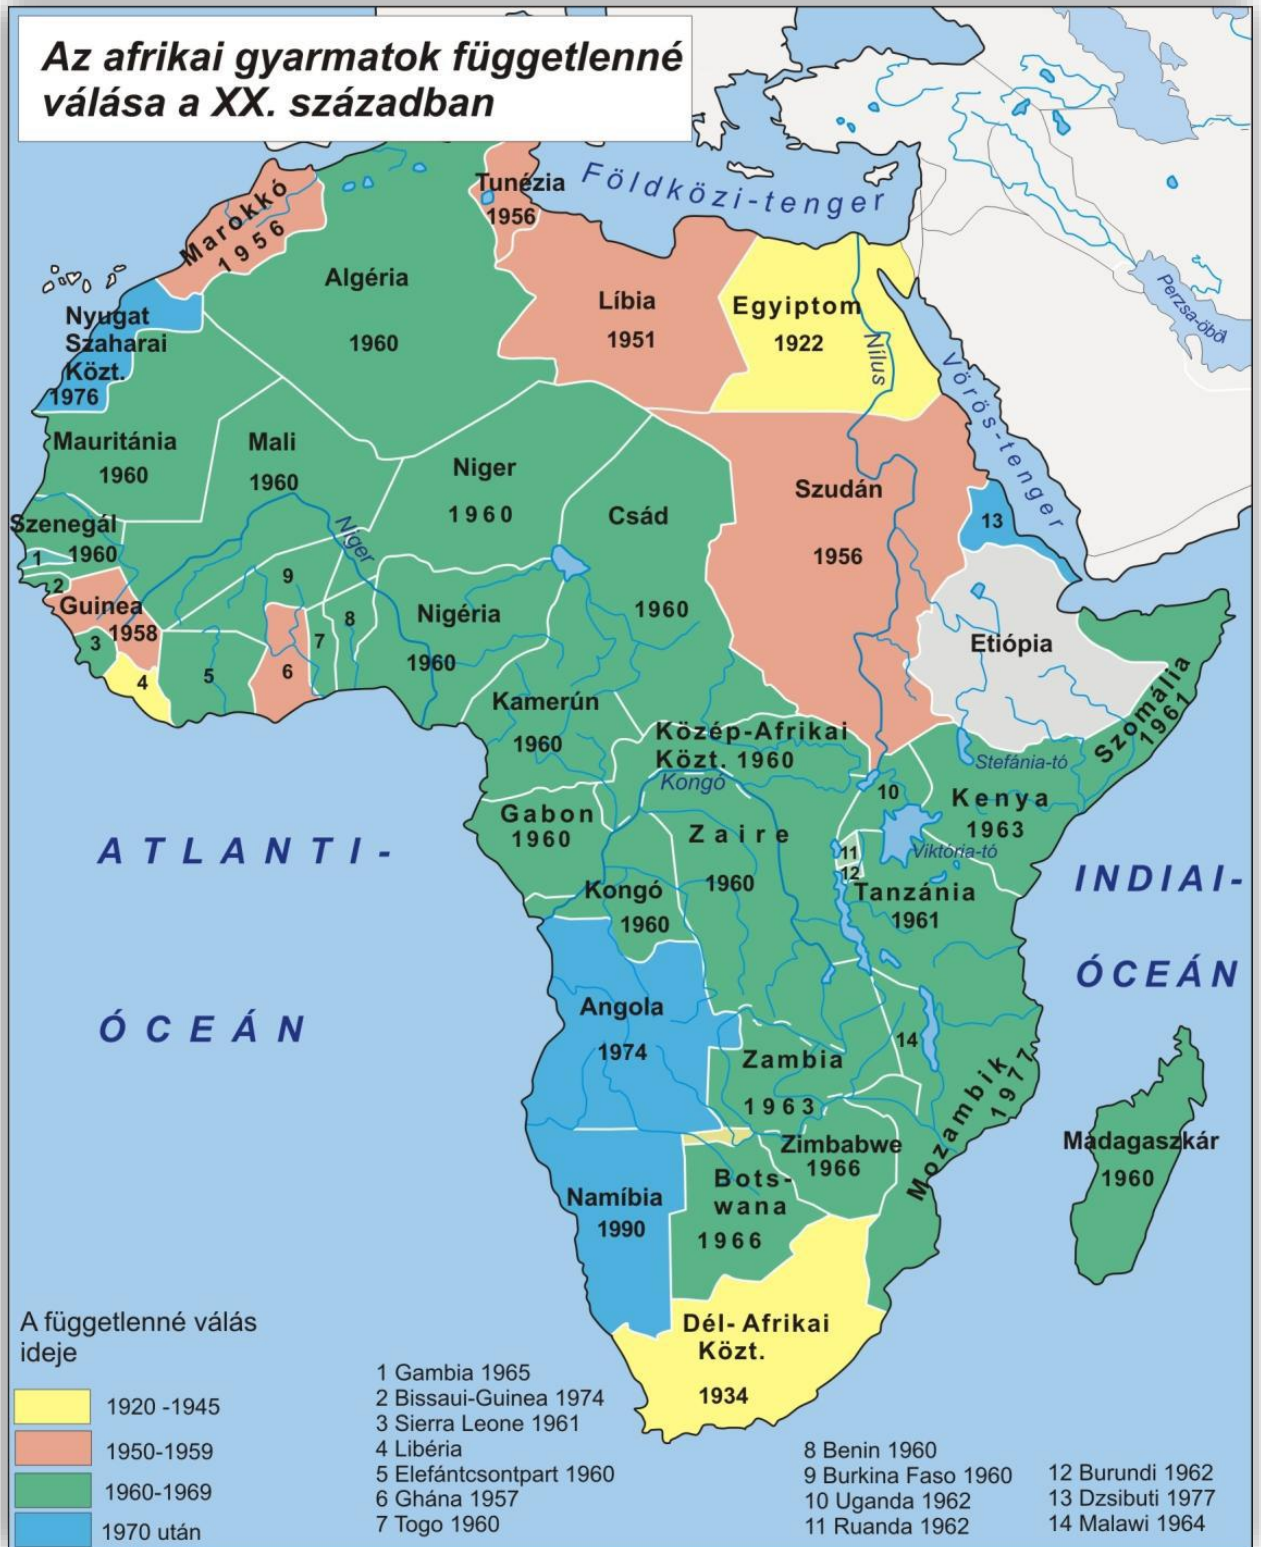 Az afrikai gyarmatok függetlenné
válása a XX. században
Földközi-tenger
Tunézia
1956
Marokkó
1956
Algéria
1960
Líbia
1951
Egyiptom
1922
Nílus
Vörös-tenger
Perzsa-öböl
Nyugat
Szaharai
Közt.
1976
Mauritánia
1960
Mali
1960
Niger
1960
Niger
Csád
1960
Szudán
1956
13
Szenegál
1960
1
2
Guinea
1958
3
4
5
6
7
8
9
Nigéria
1960
Etiópia
Szomália
1961
Kamerún
1960
Közép-Afrikai
Közt. 1960
Kongó
Stefánia-tó
10
Kenya
1963
Viktória-tó
Gabon
1960
Zaire
1960
11
12
Kongó
1960
Tanzánia
1961
ATLANTI-
ÓCEÁN
INDIAI-
ÓCEÁN
Angola
1974
Zambia
1963
14
Mozambik
1977
Zimbabwe
1966
Mádagaszkár
1960
Namíbia
1990
Bots-
wana
1966
Dél- Afrikai
Közt.
1934
A függetlenné válás
ideje
1920 -1945
1950-1959
1960-1969
1970 után
1 Gambia 1965
2 Bissaui-Guinea 1974
3 Sierra Leone 1961
4 Libéria
5 Elefántcsontpart 1960
6 Ghána 1957
7 Togo 1960
8 Benin 1960
9 Burkina Faso 1960
10 Uganda 1962
11 Ruanda 1962
12 Burundi 1962
13 Dzsibuti 1977
14 Malawi 1964